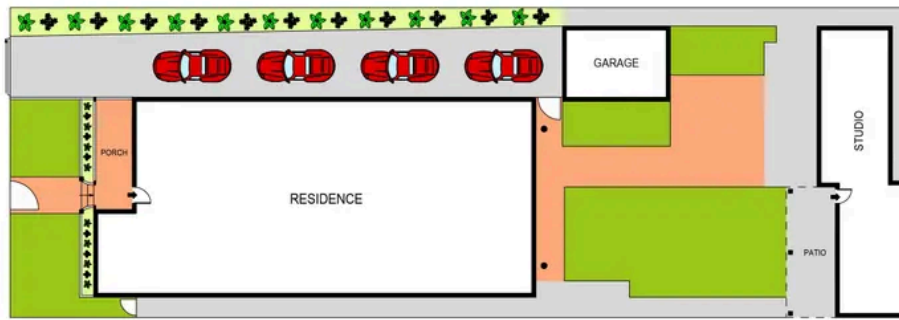 GARAGE
PORCH
STUDIO
RESIDENCE
PATIO